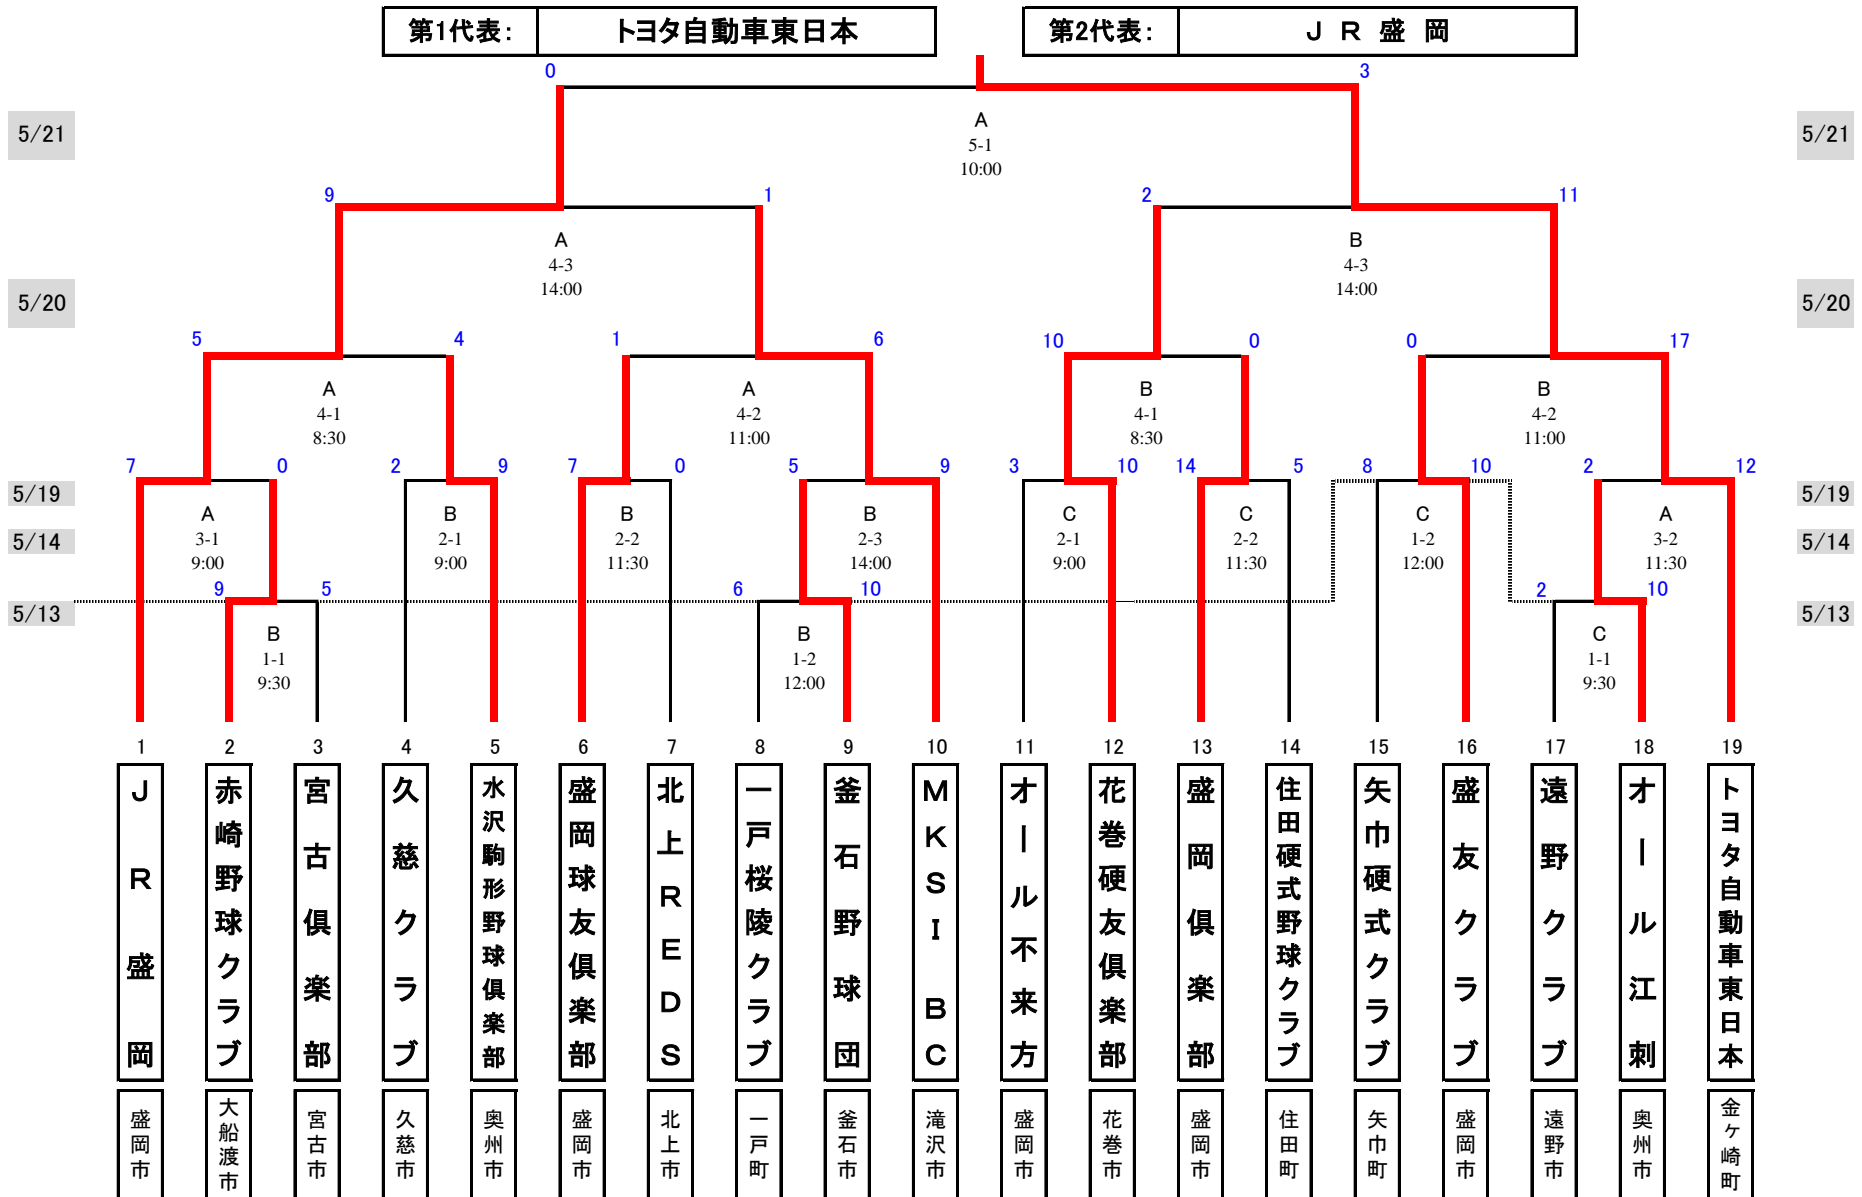 第1代表: トヨタ自動車東日本 第2代表: ＪＲ盛岡
0 3
5/21 A 5/21
5-1
10:00
9 1 2 11
A B
4-3 4-3
14:00 14:00
5/20 5/20
5 4 1 6 10 0 0 17
A A B B
4-1 4-2 4-1 4-2
8:30 11:00 8:30 11:00
7 0 2 9 7 0 5 9 3 10 14 5 8 10 2 12
5/19 5/19
A B B B C C C A
3-1 2-1 2-2 2-3 2-1 2-2 1-2 3-2
5/14 5/14
9:00 9:00 11:30 14:00 9:00 11:30 12:00 11:30
9 5 6 10 2 10
5/13 5/13
B B C
1-1 1-2 1-1
9:30 12:00 9:30
1 2 3 4 5 6 7 8 9 10 11 12 13 14 15 16 17 18 19
ＪＲ盛岡
赤崎野球クラブ
宮古倶楽部
久慈クラブ
水沢駒形野球倶楽部
盛岡球友倶楽部
北上ＲＥＤＳ
一戸桜陵クラブ
釜石野球団
ＭＫＳＩ ＢＣ
オール不来方
花巻硬友倶楽部
盛岡倶楽部
住田硬式野球クラブ
矢巾硬式クラブ
盛友クラブ
遠野クラブ
オール江刺
トヨタ自動車東日本
盛岡市
大船渡市
宮古市
久慈市
奥州市
盛岡市
北上市
一戸町
釜石市
滝沢市
盛岡市
花巻市
盛岡市
住田町
矢巾町
盛岡市
遠野市
奥州市
金ヶ崎町